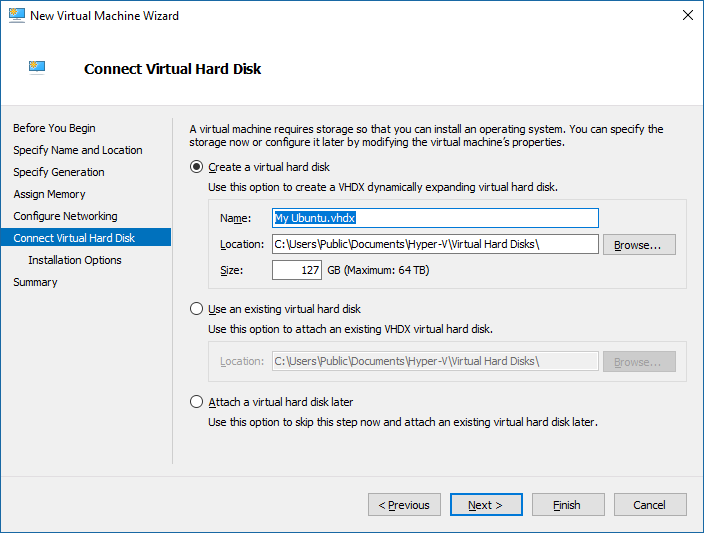 New Virtual Machine Wizard
Connect Virtual Hard Disk
Before You Begin
Specify Name and Location
Specify Generation
Assign Memory
Configure Networking
Connect Virtual Hard Disk
Installation Options
Summary
A virtual machine requires storage so that you can install an operating system. You can specify the
storage now or configure it later by modifying the virtual machine's properties.
Create a virtual hard disk
Use this option to create a VHDX dynamically expanding virtual hard disk.
Name: My Ubuntu.vhdx
Location: C:\Users\Public\Documents\Hyper-V\Virtual Hard Disks\ Browse...
Size: 127 GB (Maximum: 64 TB)
Use an existing virtual hard disk
Use this option to attach an existing VHDX virtual hard disk.
Location: C:\Users\Public\Documents\Hyper-V\Virtual Hard Disks\ Browse...
Attach a virtual hard disk later
Use this option to skip this step now and attach an existing virtual hard disk later.
< Previous Next > Finish Cancel